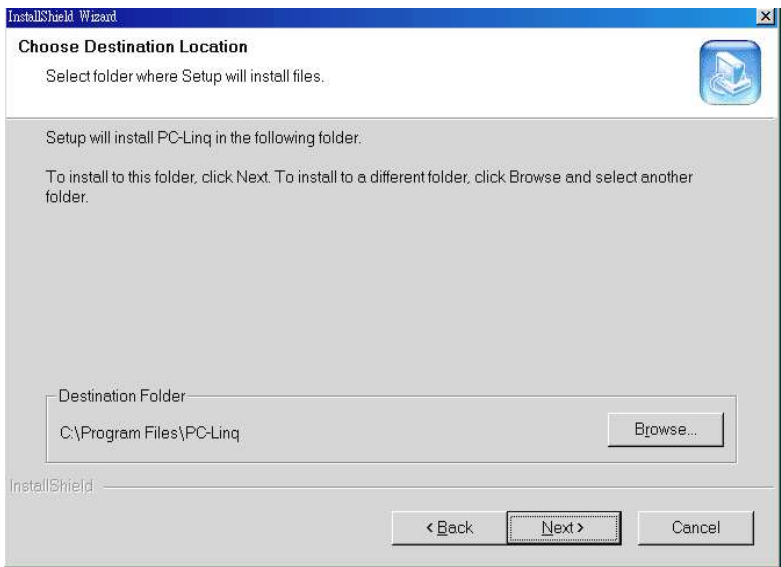 InstallShield Wizard
Choose Destination Location
Select folder where Setup will install files.
Setup will install PC-Linq in the following folder.
To install to this folder, click Next. To install to a different folder, click Browse and select another
folder.
Destination Folder
C:\Program Files\PC-Linq
Browse...
InstallShield
< Back
Next >
Cancel